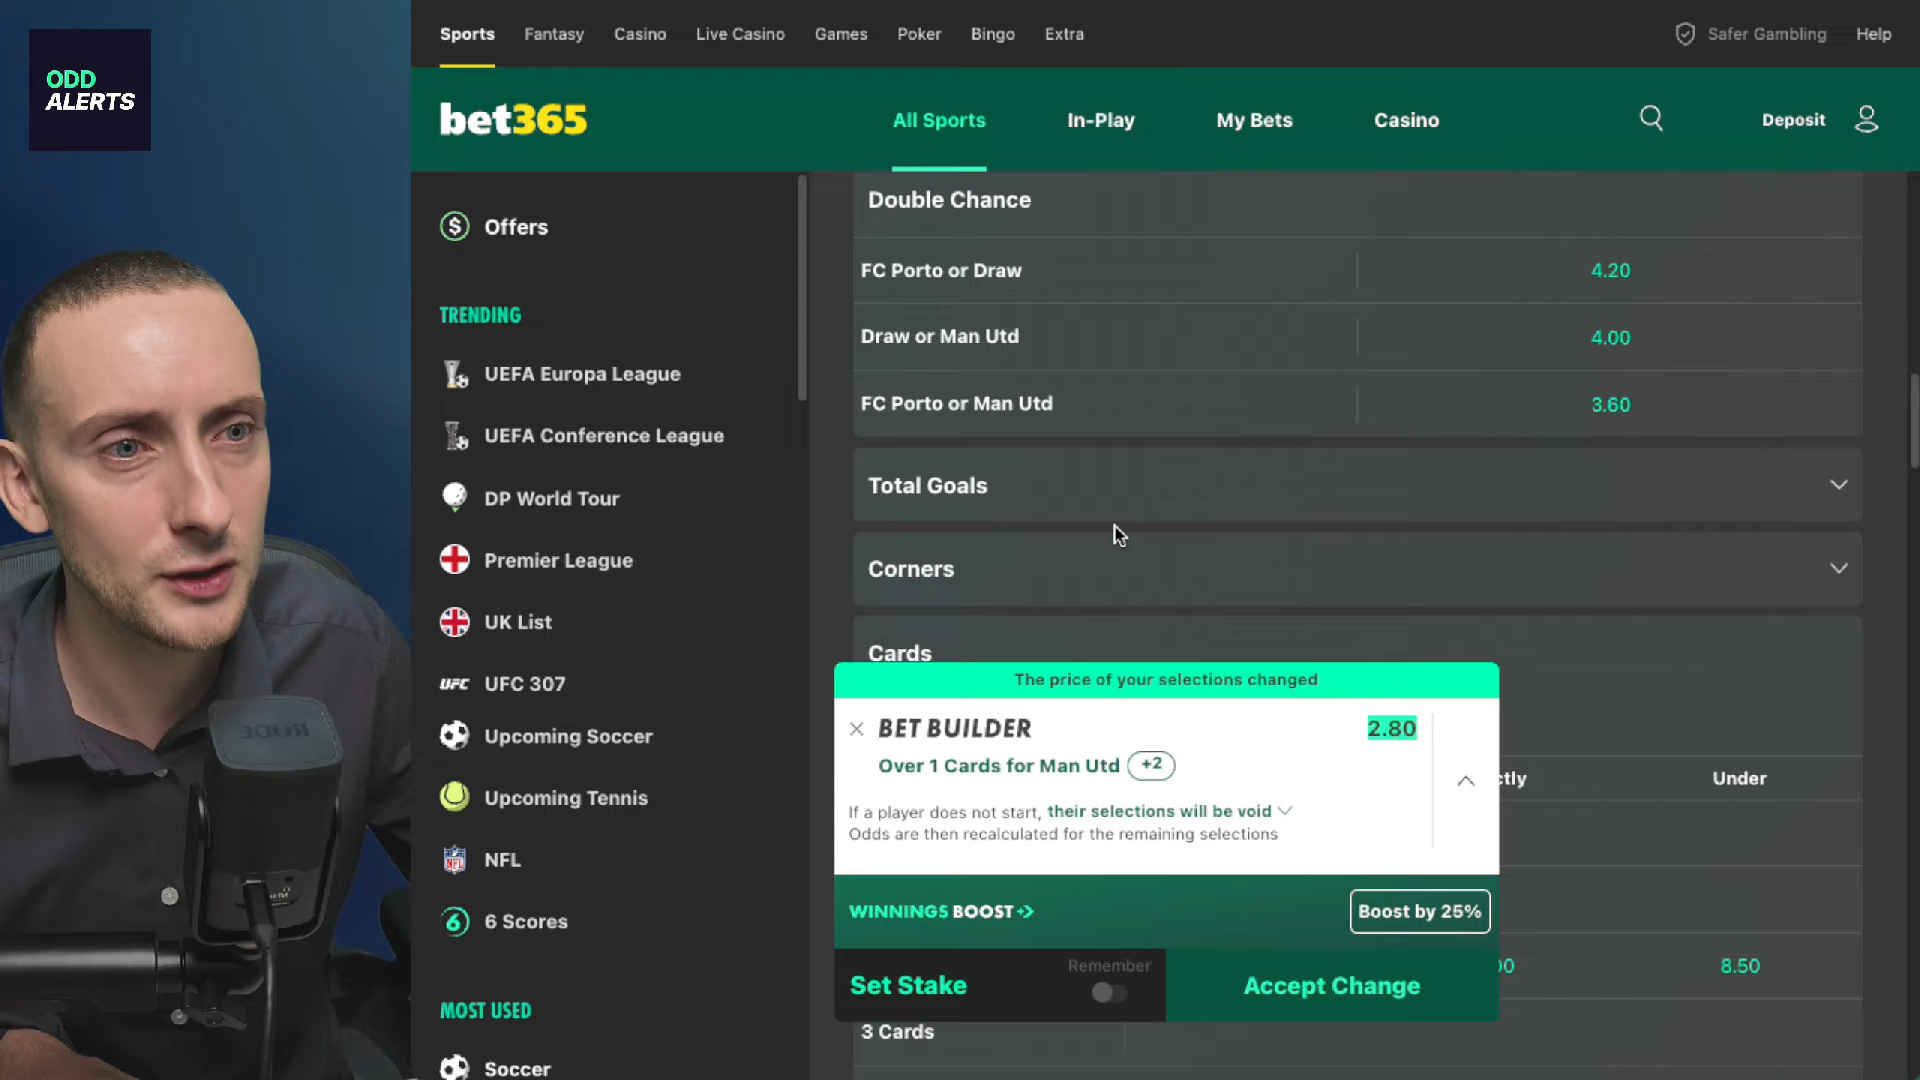 ODD
ALERTS
Sports
Fantasy
Casino
Live Casino
Games
Poker
Bingo
Extra
Safer Gambling
Help
bet365
All Sports
In-Play
My Bets
Casino
Deposit
Offers
TRENDING
UEFA Europa League
UEFA Conference League
DP World Tour
Premier League
UK List
UFC UFC 307
Upcoming Soccer
Upcoming Tennis
NFL
6 Scores
MOST USED
Soccer
Double Chance
FC Porto or Draw 4.20
Draw or Man Utd 4.00
FC Porto or Man Utd 3.60
Total Goals
Corners
Cards
The price of your selections changed
BET BUILDER 2.80
Over 1 Cards for Man Utd +2
If a player does not start, their selections will be void
Odds are then recalculated for the remaining selections
WINNINGS BOOST
Boost by 25%
Set Stake
Remember
Accept Change
Under
8.50
3 Cards
RODE